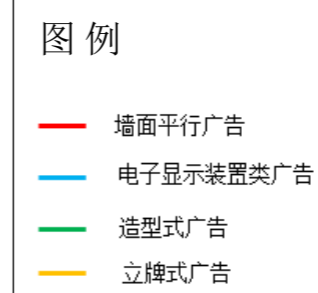 图 例
墙面平行广告
电子显示装置类广告
造型式广告
立牌式广告